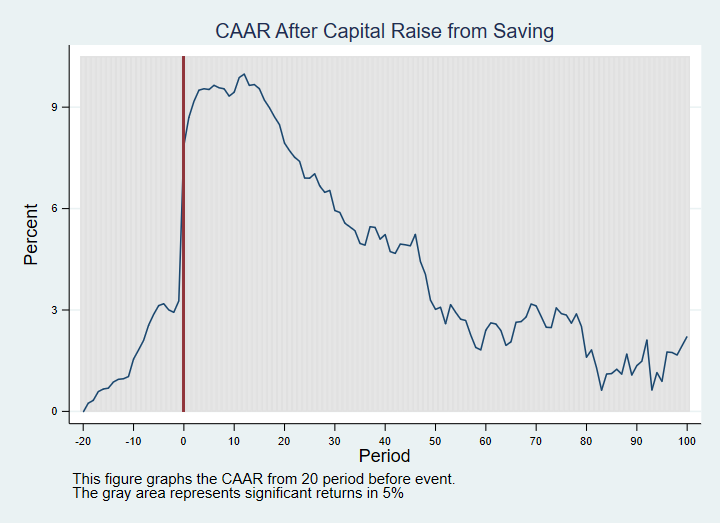 CAAR After Capital Raise from Saving
Percent
9
6
3
0
-20 -10 0 10 20 30 40 50 60 70 80 90 100
Period
This figure graphs the CAAR from 20 period before event.
The gray area represents significant returns in 5%